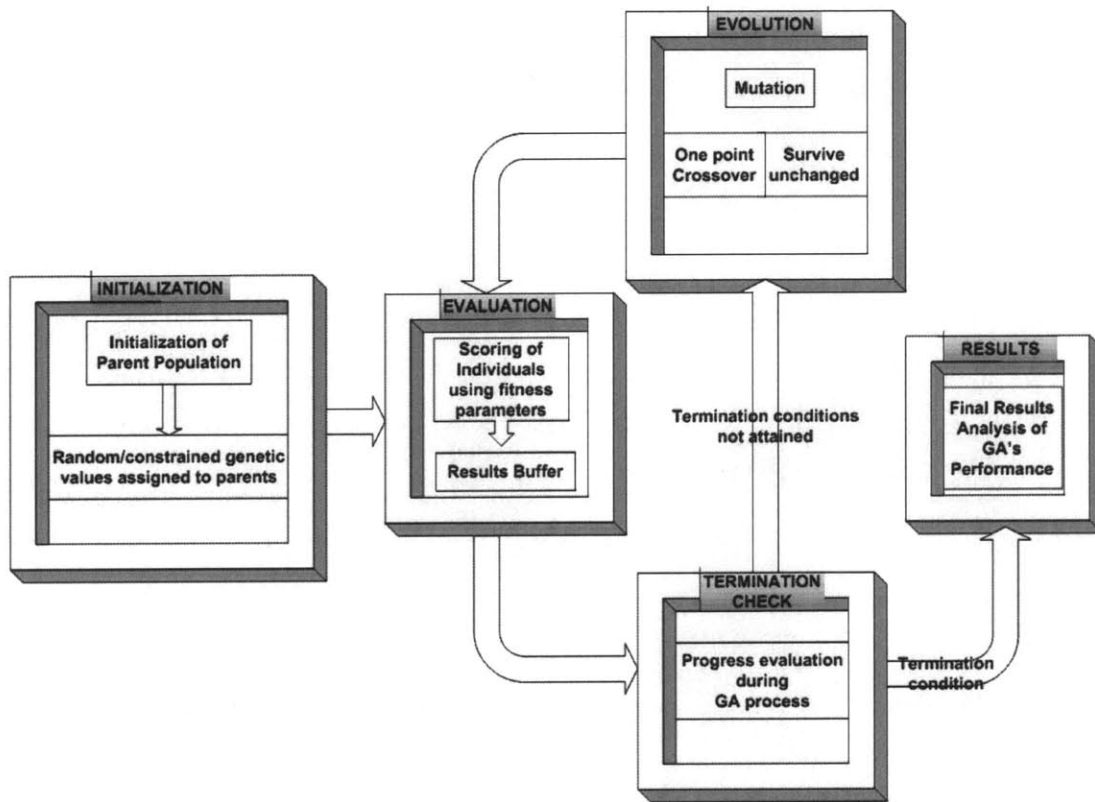 EVOLUTION
Mutation
One point
Crossover
Survive
unchanged
INITIALIZATION
Initialization of
Parent Population
Random/constrained genetic
values assigned to parents
EVALUATION
Scoring of
Individuals
using fitness
parameters
Results Buffer
Termination conditions
not attained
RESULTS
Final Results
Analysis of
GA's
Performance
TERMINATION
CHECK
Progress evaluation
during
GA process
Termination
condition